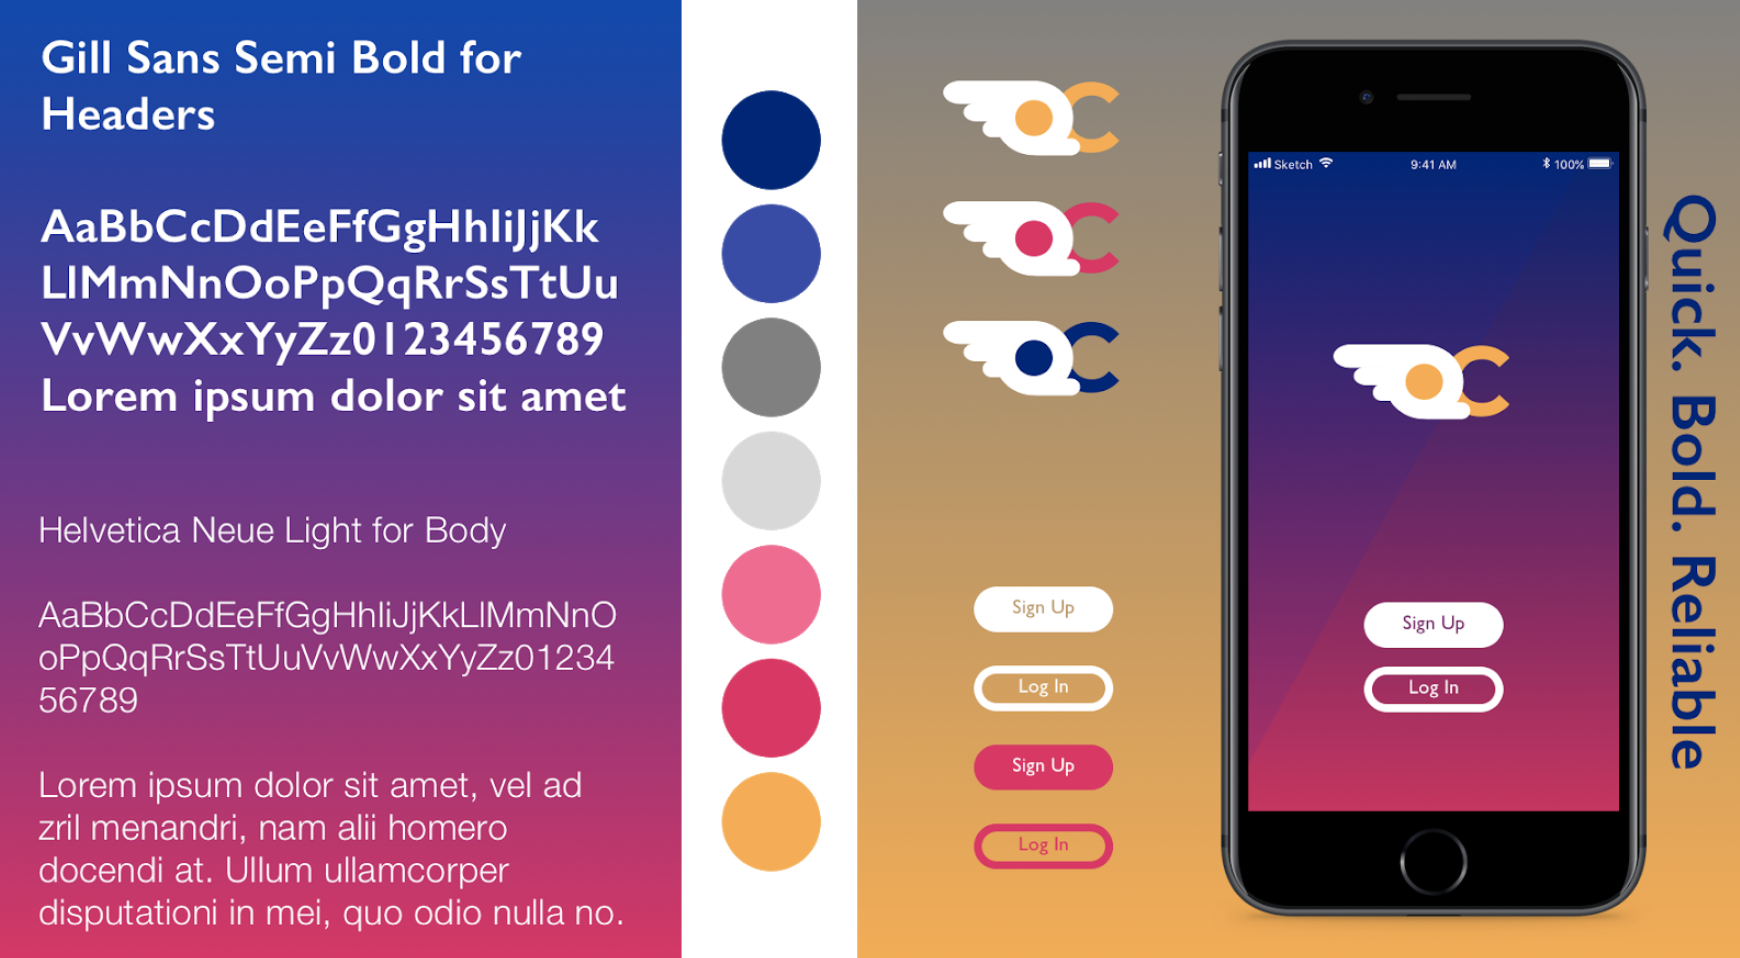 Gill Sans Semi Bold for
Headers
AaBbCcDdEeFfGgHhIiJjKk
LlMmNnOoPpQqRrSsTtUu
VvWwXxYyZz0123456789
Lorem ipsum dolor sit amet
Helvetica Neue Light for Body
AaBbCcDdEeFfGgHhIiJjKkLlMmNnO
oPpQqRrSsTtUuVvWwXxYyZz01234
56789
Lorem ipsum dolor sit amet, vel ad
zril menandri, nam alii homero
docendi at. Ullum ullamcorper
disputationi in mei, quo odio nulla no.
C
C
C
Sign Up
Log In
Sign Up
Log In
Sketch 9:41 AM 100%
C
Sign Up
Log In
Quick. Bold. Reliable